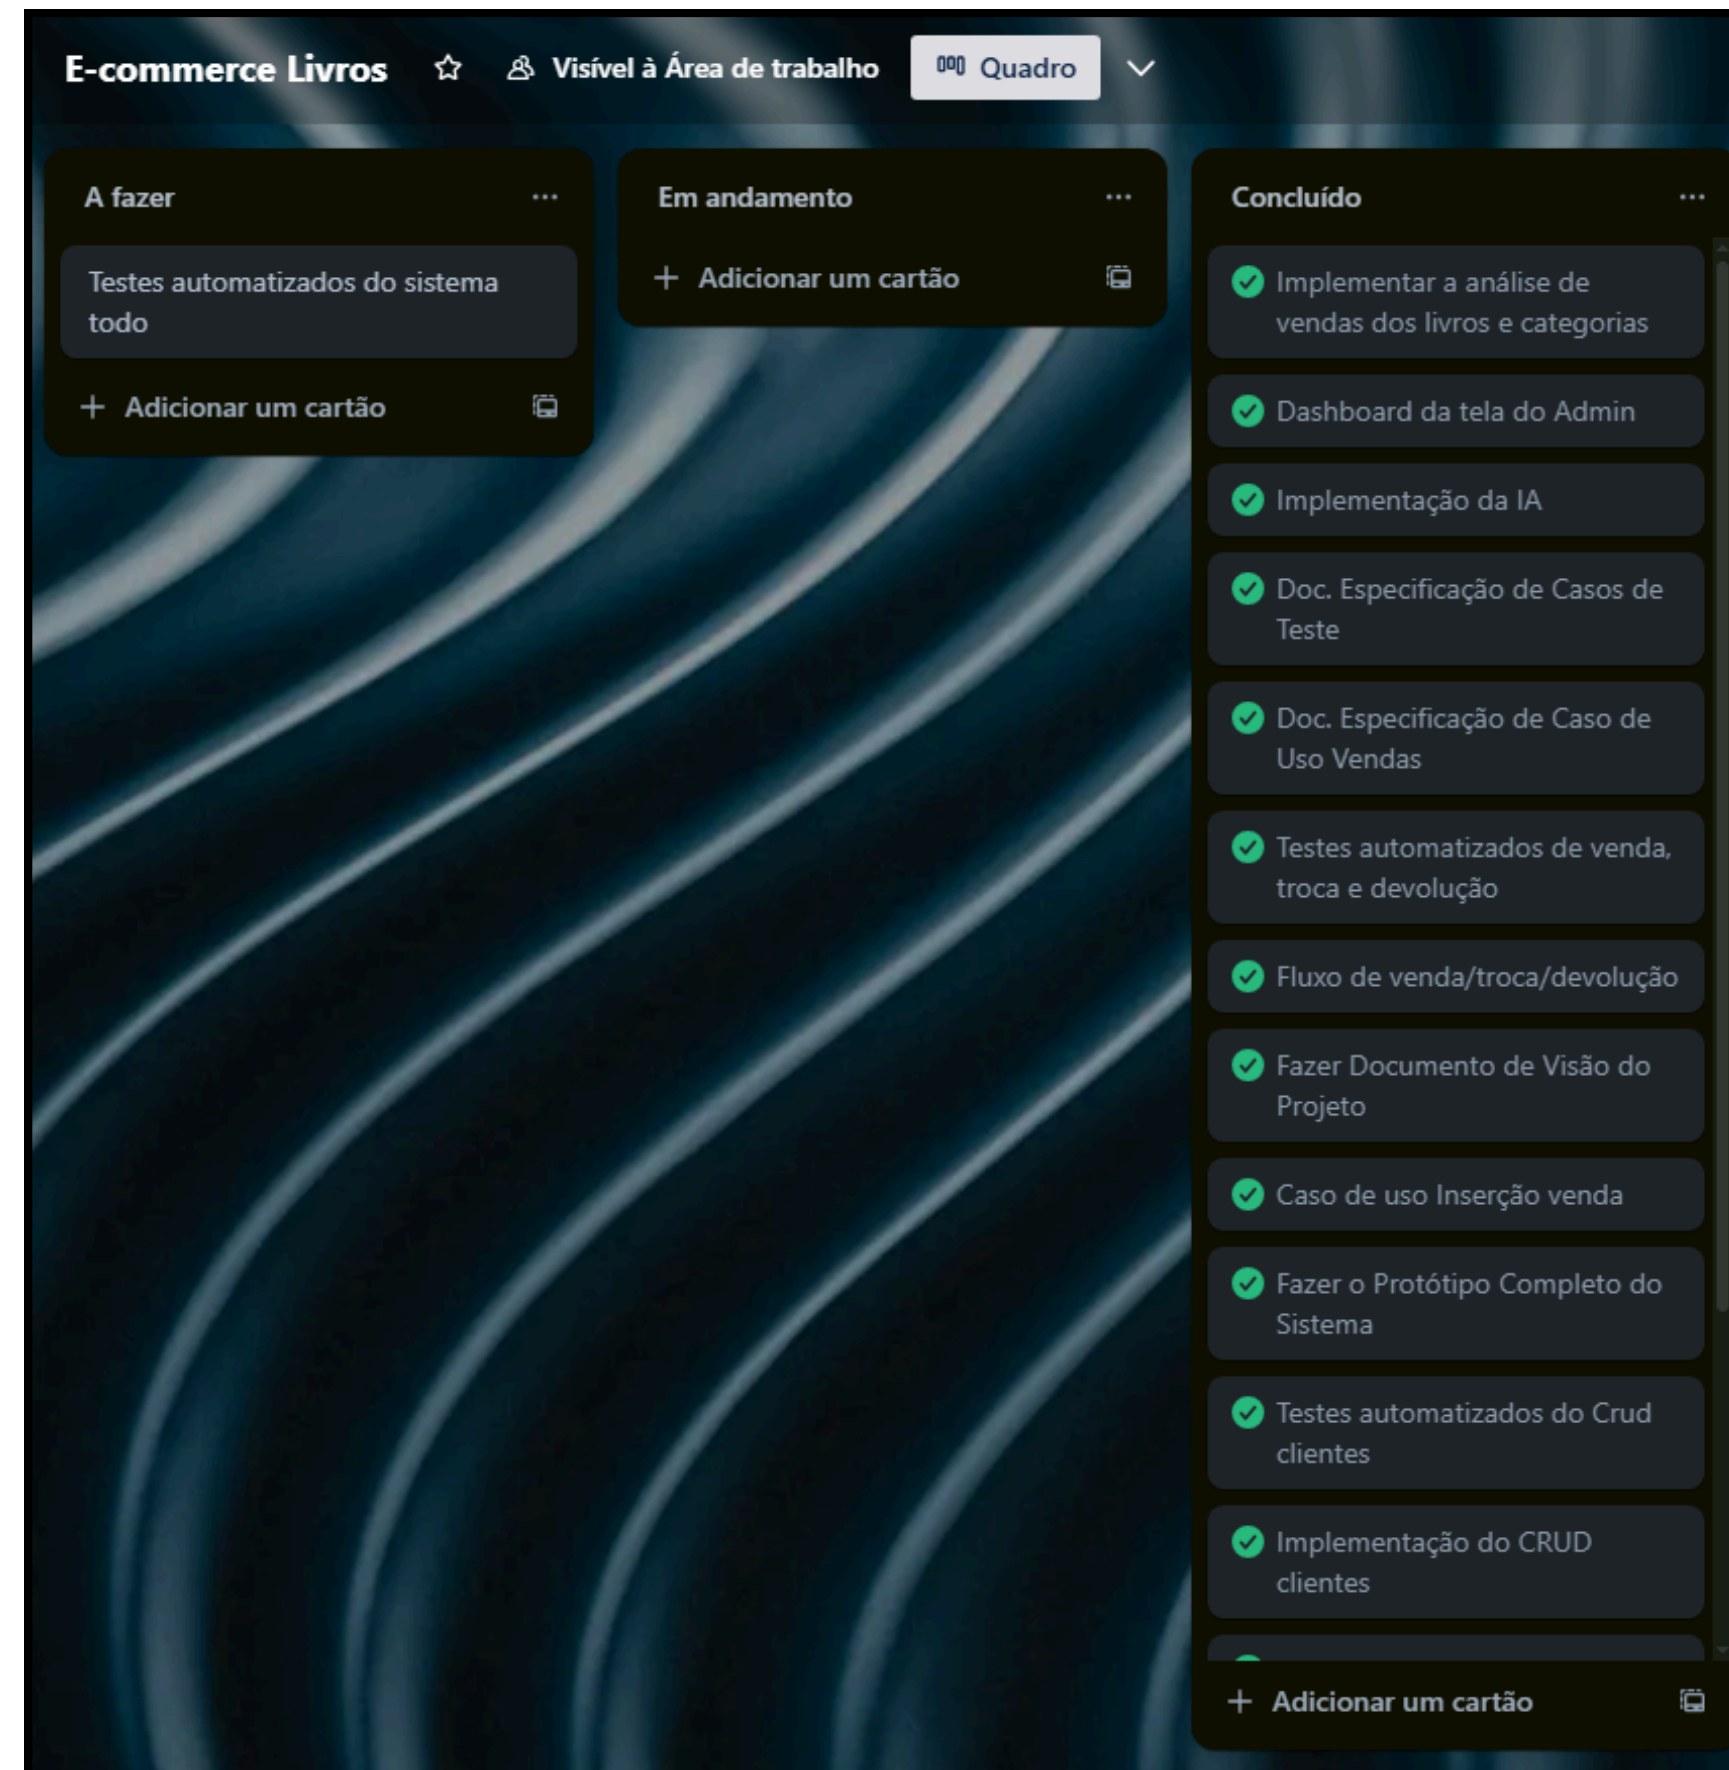 E-commerce Livros
Visível à Área de trabalho
Quadro
A fazer
Testes automatizados do sistema
todo
Adicionar um cartão
Em andamento
Adicionar um cartão
Concluído
Implementar a análise de
vendas dos livros e categorias
Dashboard da tela do Admin
Implementação da IA
Doc. Especificação de Casos de
Teste
Doc. Especificação de Caso de
Uso Vendas
Testes automatizados de venda,
troca e devolução
Fluxo de venda/troca/devolução
Fazer Documento de Visão do
Projeto
Caso de uso Inserção venda
Fazer o Protótipo Completo do
Sistema
Testes automatizados do Crud
clientes
Implementação do CRUD
clientes
Adicionar um cartão